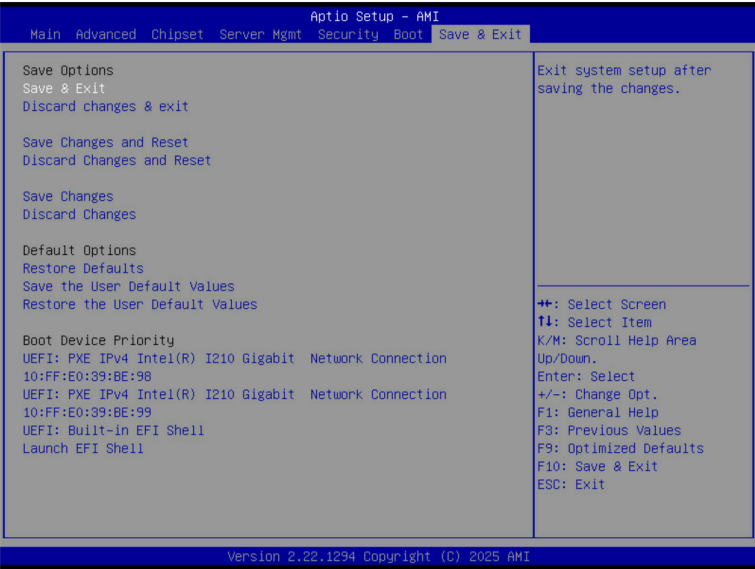 Aptio Setup – AMI
Main Advanced Chipset Server Mgmt Security Boot Save & Exit
Save Options
Save & Exit
Discard changes & exit
Save Changes and Reset
Discard Changes and Reset
Save Changes
Discard Changes
Default Options
Restore Defaults
Save the User Default Values
Restore the User Default Values
Boot Device Priority
UEFI: PXE IPv4 Intel(R) I210 Gigabit  Network Connection
10:FF:E0:39:BE:98
UEFI: PXE IPv4 Intel(R) I210 Gigabit  Network Connection
10:FF:E0:39:BE:99
UEFI: Built-in EFI Shell
Launch EFI Shell
Exit system setup after
saving the changes.
→←: Select Screen
↑↓: Select Item
K/M: Scroll Help Area
Up/Down.
Enter: Select
+/-: Change Opt.
F1: General Help
F3: Previous Values
F9: Optimized Defaults
F10: Save & Exit
ESC: Exit
Version 2.22.1294 Copyright (C) 2025 AMI